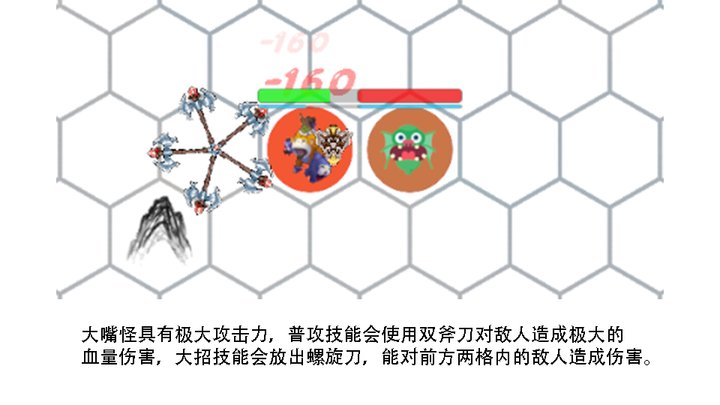 -160
-160
大嘴怪具有极大攻击力，普攻技能会使用双斧刀对敌人造成极大的
血量伤害，大招技能会放出螺旋刀，能对前方两格内的敌人造成伤害。